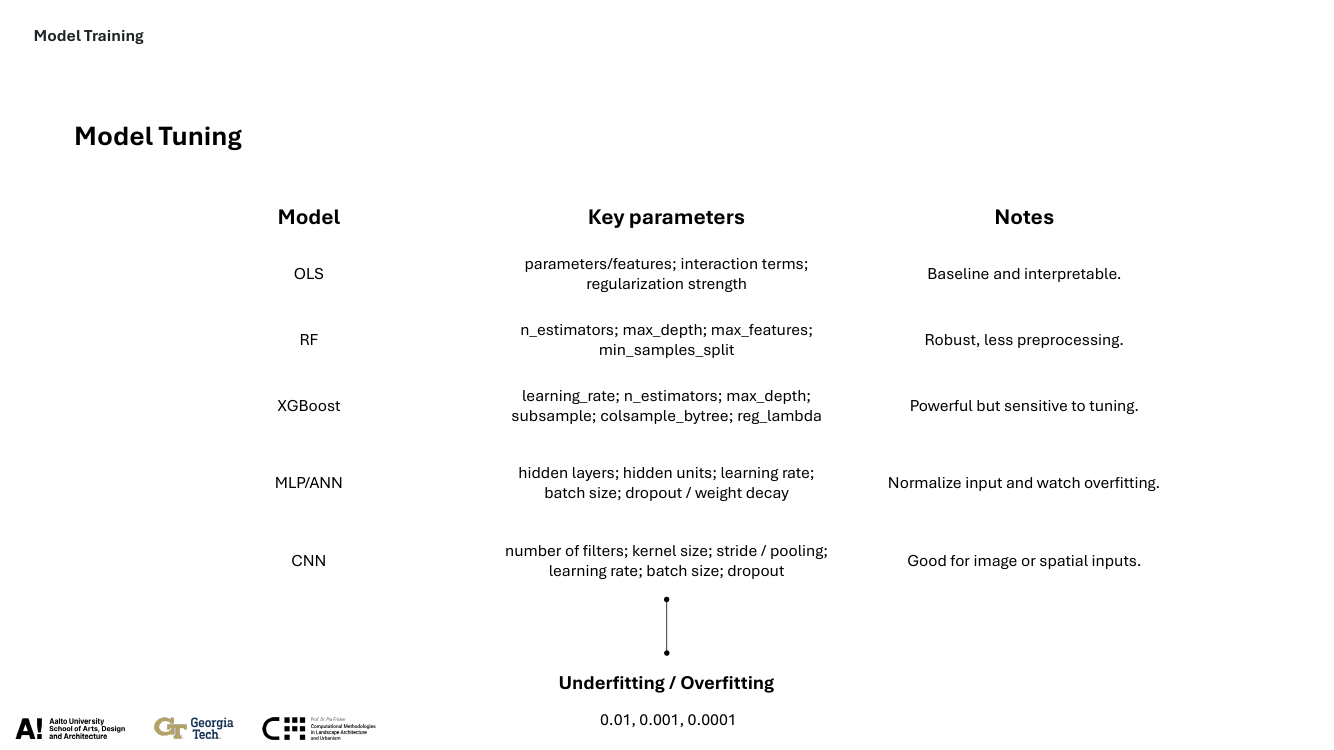 Model Training
Model Tuning
Model
Key parameters
Notes
OLS
parameters/features; interaction terms;
regularization strength
Baseline and interpretable.
RF
n_estimators; max_depth; max_features;
min_samples_split
Robust, less preprocessing.
XGBoost
learning_rate; n_estimators; max_depth;
subsample; colsample_bytree; reg_lambda
Powerful but sensitive to tuning.
MLP/ANN
hidden layers; hidden units; learning rate;
batch size; dropout / weight decay
Normalize input and watch overfitting.
CNN
number of filters; kernel size; stride / pooling;
learning rate; batch size; dropout
Good for image or spatial inputs.
Underfitting / Overfitting
0.01, 0.001, 0.0001
A!
Aalto University
School of Arts, Design
and Architecture
GT
Georgia
Tech
Prof. Dr. Pia Fricker
Computational Methodologies
in Landscape Architecture
and Urbanism